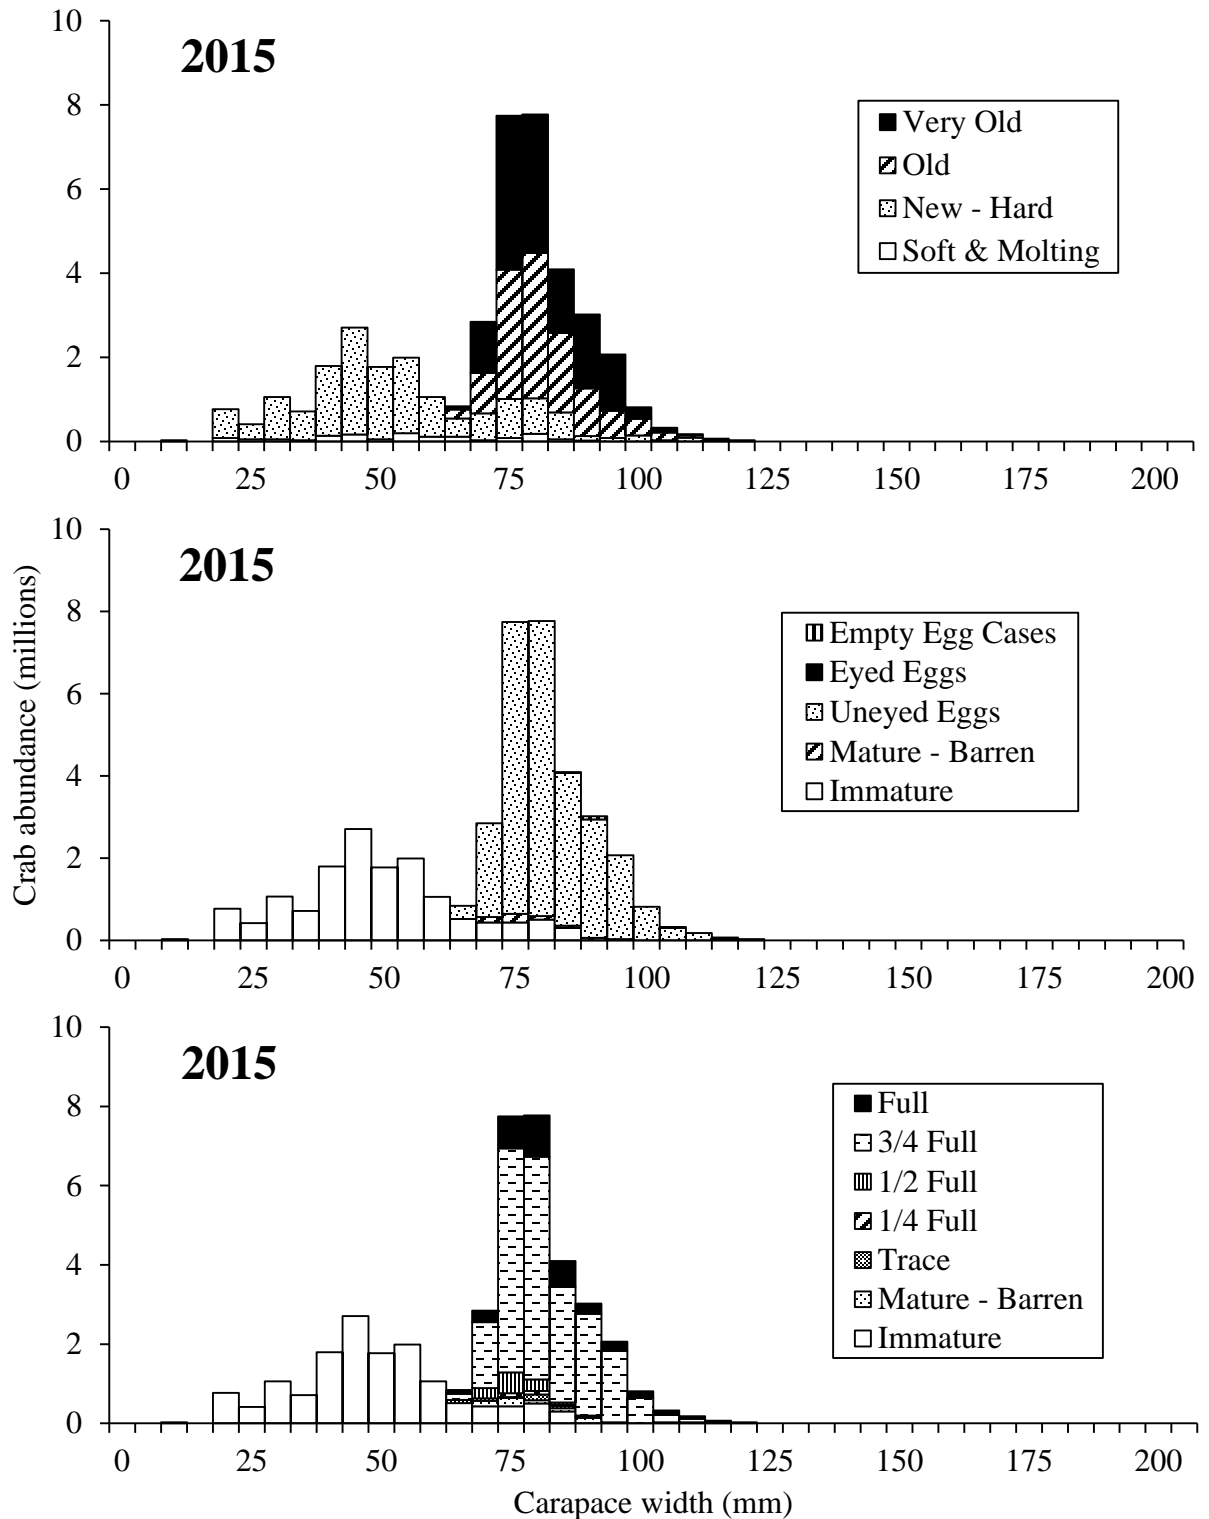 10
8
6
4
2
0
2015
Very Old
Old
New - Hard
Soft & Molting
0 25 50 75 100 125 150 175 200
Crab abundance (millions)
10
8
6
4
2
0
2015
Empty Egg Cases
Eyed Eggs
Uneyed Eggs
Mature - Barren
Immature
0 25 50 75 100 125 150 175 200
10
8
6
4
2
0
2015
Full
3/4 Full
1/2 Full
1/4 Full
Trace
Mature - Barren
Immature
0 25 50 75 100 125 150 175 200
Carapace width (mm)